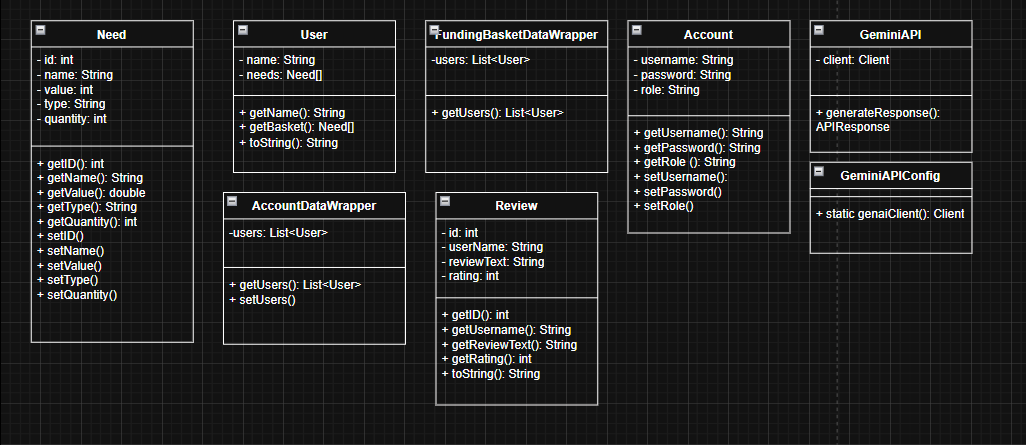 Need
- id: int
- name: String
- value: int
- type: String
- quantity: int
+ getID(): int
+ getName(): String
+ getValue(): double
+ getType(): String
+ getQuantity(): int
+ setID()
+ setName()
+ setValue()
+ setType()
+ setQuantity()
User
- name: String
- needs: Need[]
+ getName(): String
+ getBasket(): Need[]
+ toString(): String
FundingBasketDataWrapper
-users: List<User>
+ getUsers(): List<User>
Account
- username: String
- password: String
- role: String
+ getUsername(): String
+ getPassword(): String
+ getRole (): String
+ setUsername():
+ setPassword()
+ setRole()
GeminiAPI
- client: Client
+ generateResponse():
APIResponse
AccountDataWrapper
-users: List<User>
+ getUsers(): List<User>
+ setUsers()
Review
- id: int
- userName: String
- reviewText: String
- rating: int
+ getID(): int
+ getUsername(): String
+ getReviewText(): String
+ getRating(): int
+ toString(): String
GeminiAPIConfig
+ static genaiClient(): Client